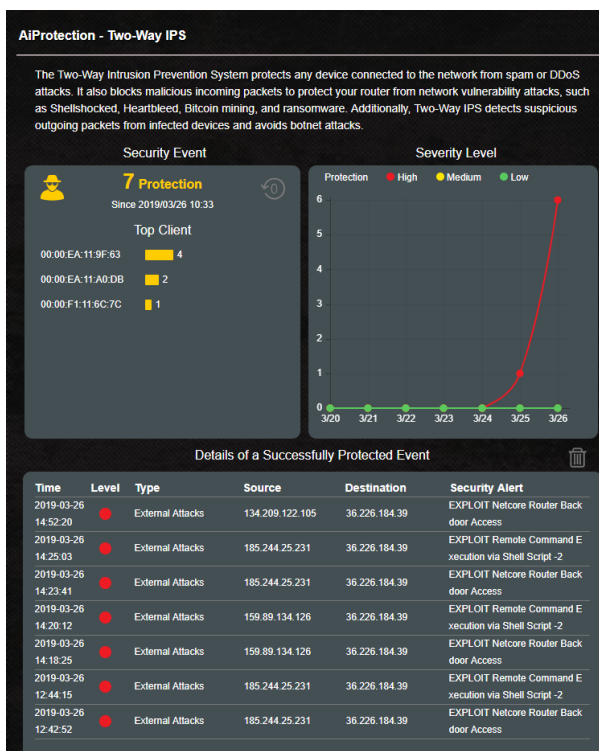 AiProtection - Two-Way IPS
The Two-Way Intrusion Prevention System protects any device connected to the network from spam or DDoS
attacks. It also blocks malicious incoming packets to protect your router from network vulnerability attacks, such
as Shellshocked, Heartbleed, Bitcoin mining, and ransomware. Additionally, Two-Way IPS detects suspicious
outgoing packets from infected devices and avoids botnet attacks.
Security Event
7 Protection
0
Since 2019/03/26 10:33
Top Client
00:00:EA:11:9F:63 4
00:00:EA:11:A0:DB 2
00:00:F1:11:6C:7C 1
Severity Level
Protection High Medium Low
6
5
4
3
2
1
0
3/20 3/21 3/22 3/23 3/24 3/25 3/26
Details of a Successfully Protected Event
Time Level Type Source Destination Security Alert
2019-03-26 EXPLOIT Netcore Router Back
14:52:20 External Attacks 134.209.122.105 36.226.184.39 door Access
2019-03-26 EXPLOIT Remote Command E
14:25:03 External Attacks 185.244.25.231 36.226.184.39 xecution via Shell Script -2
2019-03-26 EXPLOIT Netcore Router Back
14:23:41 External Attacks 185.244.25.231 36.226.184.39 door Access
2019-03-26 EXPLOIT Remote Command E
14:20:12 External Attacks 159.89.134.126 36.226.184.39 xecution via Shell Script -2
2019-03-26 EXPLOIT Netcore Router Back
14:18:25 External Attacks 159.89.134.126 36.226.184.39 door Access
2019-03-26 EXPLOIT Remote Command E
12:44:15 External Attacks 185.244.25.231 36.226.184.39 xecution via Shell Script -2
2019-03-26 EXPLOIT Netcore Router Back
12:42:52 External Attacks 185.244.25.231 36.226.184.39 door Access